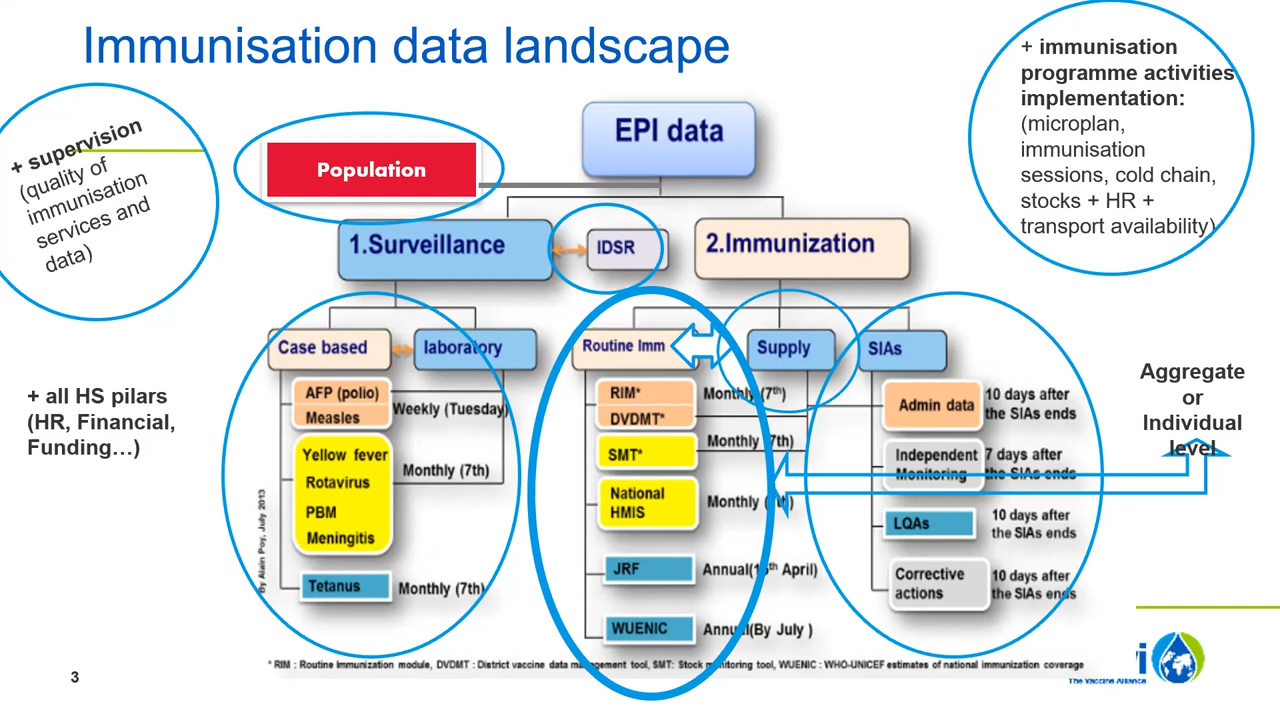 Immunisation data landscape
+ supervision
(quality of
immunisation
services and
data)
+ immunisation
programme activities
implementation:
(microplan,
immunisation
sessions, cold chain,
stocks + HR +
transport availability)
EPI data
Population
1.Surveillance
IDSR
2.Immunization
Case based
laboratory
Routine Imm
Supply
SIAs
+ all HS pilars
(HR, Financial,
Funding…)
AFP (polio)
Measles
Weekly (Tuesday)
Yellow fever
Rotavirus
PBM
Meningitis
Monthly (7th)
Tetanus
Monthly (7th)
By Alain Poy, July 2013
RIM*
Monthly (7th)
DVDMT*
SMT*
Monthly (7th)
National
HMIS
Monthly
JRF
Annual(15th April)
WUENIC
Annual(By July )
Admin data
10 days after
the SIAs ends
Independent
Monitoring
7 days after
the SIAs ends
LQAs
10 days after
the SIAs ends
Corrective
actions
10 days after
the SIAs ends
Aggregate
or
Individual
level
* RIM : Routine Immunization module, DVDMT : District vaccine data management tool, SMT: Stock monitoring tool, WUENIC : WHO-UNICEF estimates of national immunization coverage
3
i
The Vaccine Alliance